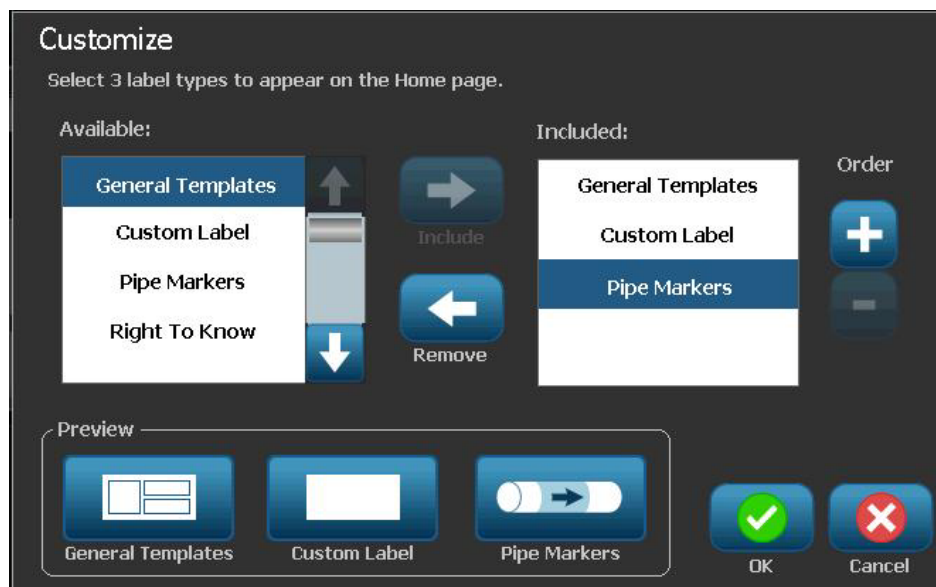 Customize
Select 3 label types to appear on the Home page.
Available:
General Templates
Custom Label
Pipe Markers
Right To Know
Include
Remove
Included:
General Templates
Custom Label
Pipe Markers
Order
Preview
General Templates
Custom Label
Pipe Markers
OK
Cancel